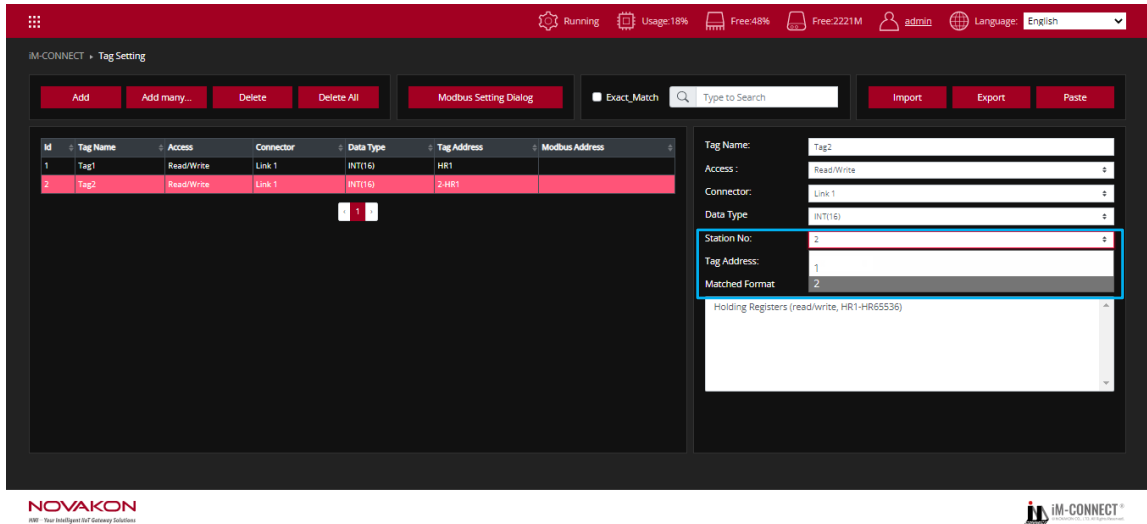 Running Usage:18% Free:48% Free:2221M admin Language: English
iM-CONNECT ▸ Tag Setting
Add Add many... Delete Delete All Modbus Setting Dialog Exact_Match Type to Search Import Export Paste
Id Tag Name Access Connector Data Type Tag Address Modbus Address
1 Tag1 Read/Write Link 1 INT(16) HR1
2 Tag2 Read/Write Link 1 INT(16) 2-HR1
‹ 1 ›
Tag Name: Tag2
Access : Read/Write
Connector: Link 1
Data Type INT(16)
Station No: 2
Tag Address:
1
Matched Format 2
Holding Registers (read/write, HR1-HR65536)
NOVAKON
HMI - Your Intelligent IIoT Gateway Solutions
iM-CONNECT®